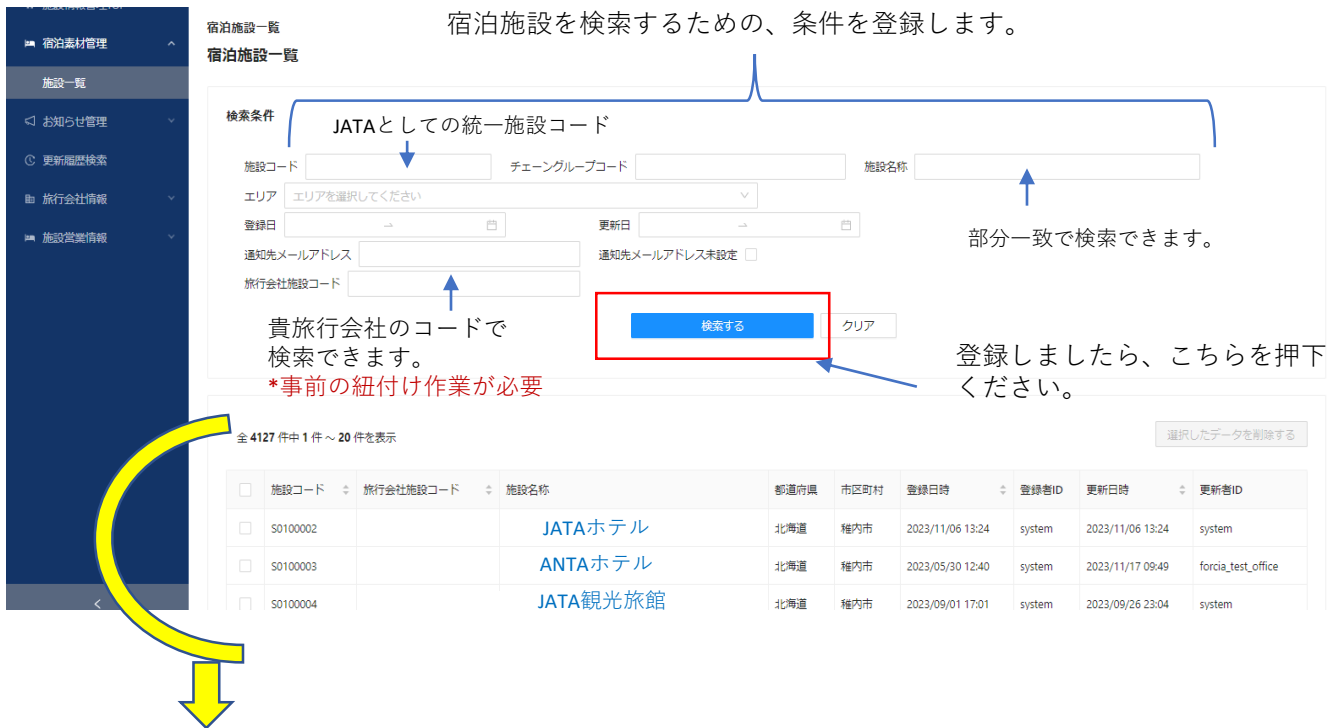 施設情報管理TOP
宿泊素材管理
施設一覧
お知らせ管理
更新履歴検索
旅行会社情報
施設営業情報
<
宿泊施設一覧
宿泊施設を検索するための、条件を登録します。
宿泊施設一覧
検索条件
JATAとしての統一施設コード
施設コード チェーングループコード 施設名称
エリア エリアを選択してください
登録日 → 更新日 →
部分一致で検索できます。
通知先メールアドレス 通知先メールアドレス未設定
旅行会社施設コード
貴旅行会社のコードで
検索できます。
*事前の紐付け作業が必要
検索する クリア
登録しましたら、こちらを押下
ください。
全 4127 件中 1 件 ~ 20 件を表示 選択したデータを削除する
施設コード 旅行会社施設コード 施設名称 都道府県 市区町村 登録日時 登録者ID 更新日時 更新者ID
S0100002 JATAホテル 北海道 稚内市 2023/11/06 13:24 system 2023/11/06 13:24 system
S0100003 ANTAホテル 北海道 稚内市 2023/05/30 12:40 system 2023/11/17 09:49 forcia_test_office
S0100004 JATA観光旅館 北海道 稚内市 2023/09/01 17:01 system 2023/09/26 23:04 system